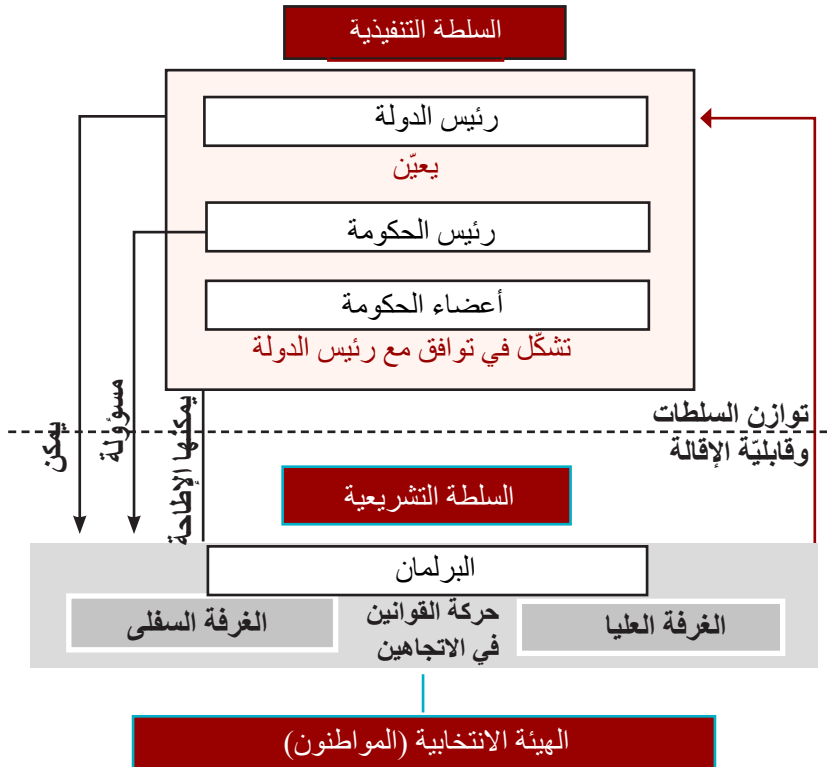 السلطة التنفيذية
رئيس الدولة
يعيّن
رئيس الحكومة
أعضاء الحكومة
تشكّل في توافق مع رئيس الدولة
توازن السلطات
وقابليّة الإقالة
يمكن
مسؤولة
يمكنها الإطاحة
السلطة التشريعية
البرلمان
الغرفة العليا
حركة القوانين
في الاتجاهين
الغرفة السفلى
الهيئة الانتخابية (المواطنون)